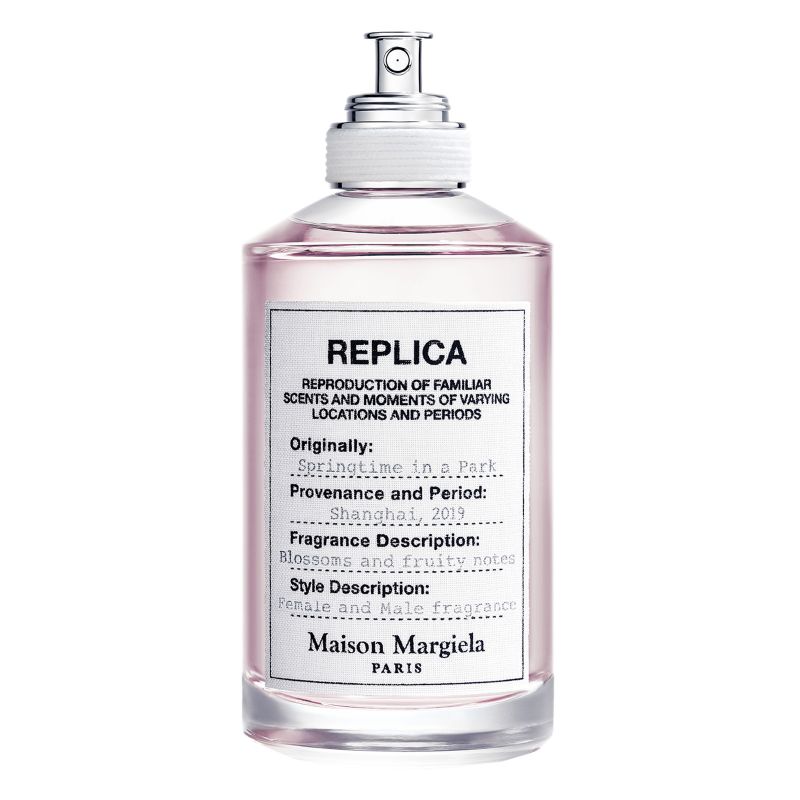 REPLICA
REPRODUCTION OF FAMILIAR
SCENTS AND MOMENTS OF VARYING
LOCATIONS AND PERIODS
Originally:
Springtime in a Park
Provenance and Period:
Shanghai, 2019
Fragrance Description:
Blossoms and fruity notes
Style Description:
Female and Male fragrance
Maison Margiela
PARIS